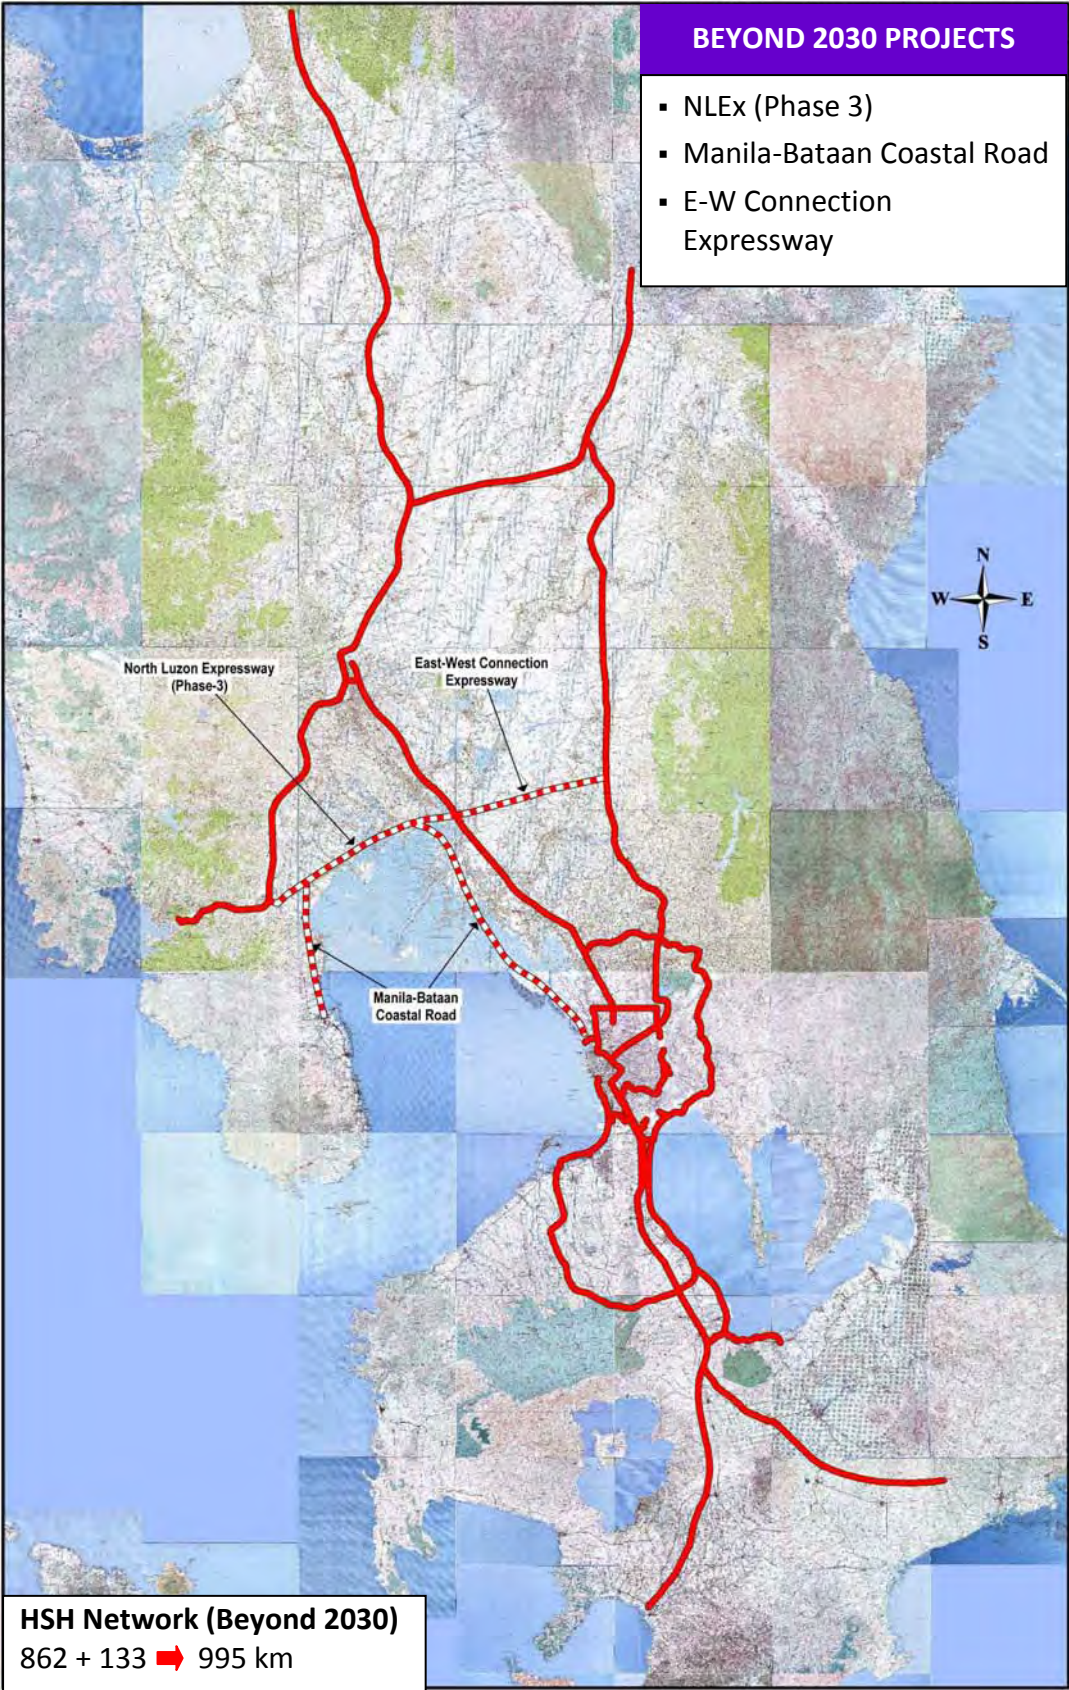 BEYOND 2030 PROJECTS
▪ NLEx (Phase 3)
▪ Manila-Bataan Coastal Road
▪ E-W Connection
Expressway
N
W E
S
North Luzon Expressway
(Phase-3)
East-West Connection
Expressway
Manila-Bataan
Coastal Road
HSH Network (Beyond 2030)
862 + 133 ➡ 995 km